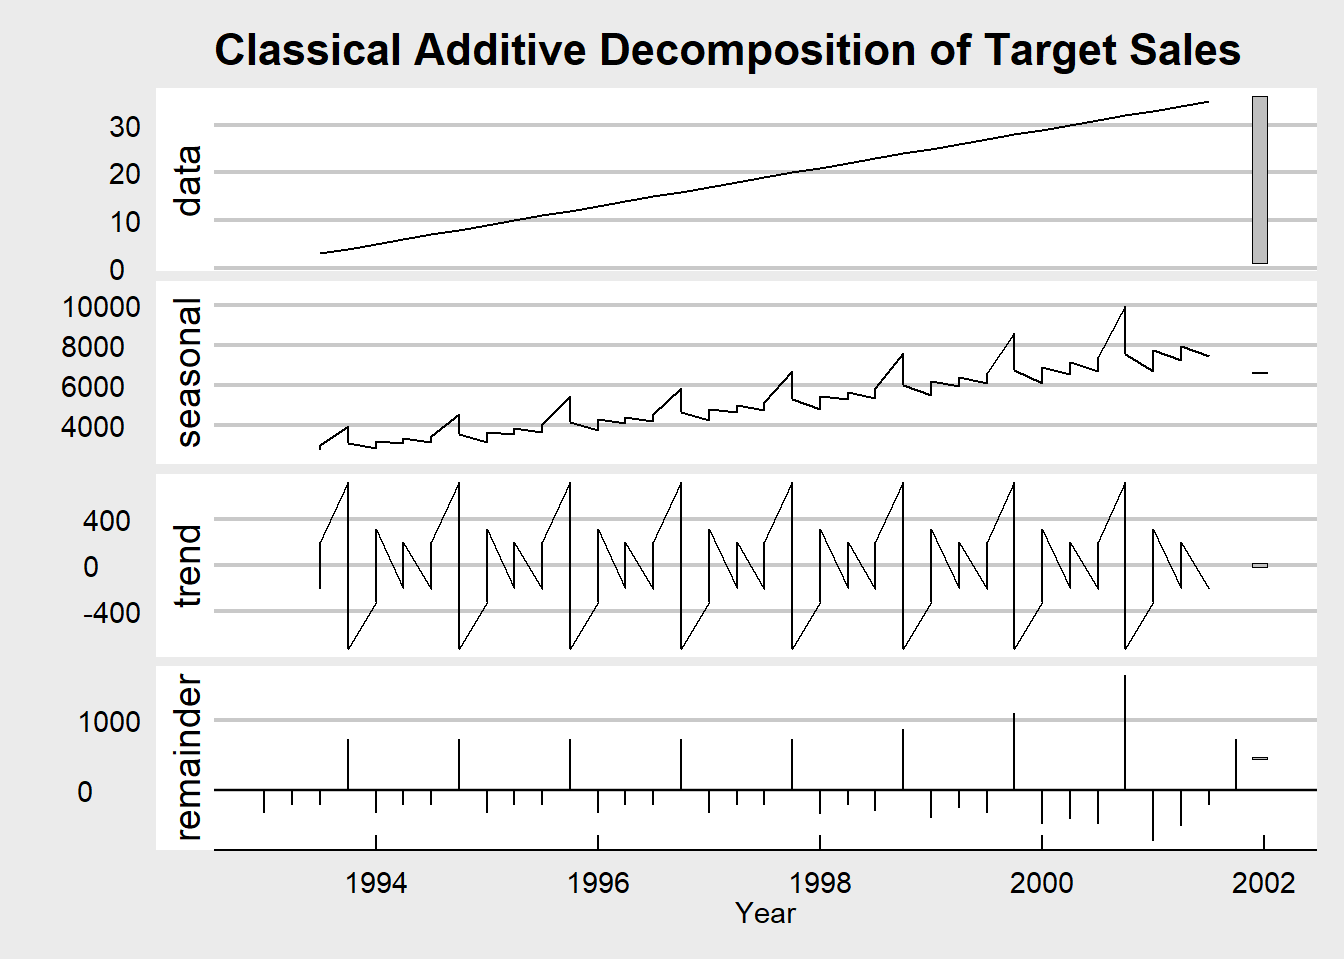 Classical Additive Decomposition of Target Sales
30
20
10
0
data
10000
8000
6000
4000
seasonal
400
0
-400
trend
1000
0
remainder
1994 1996 1998 2000 2002
Year